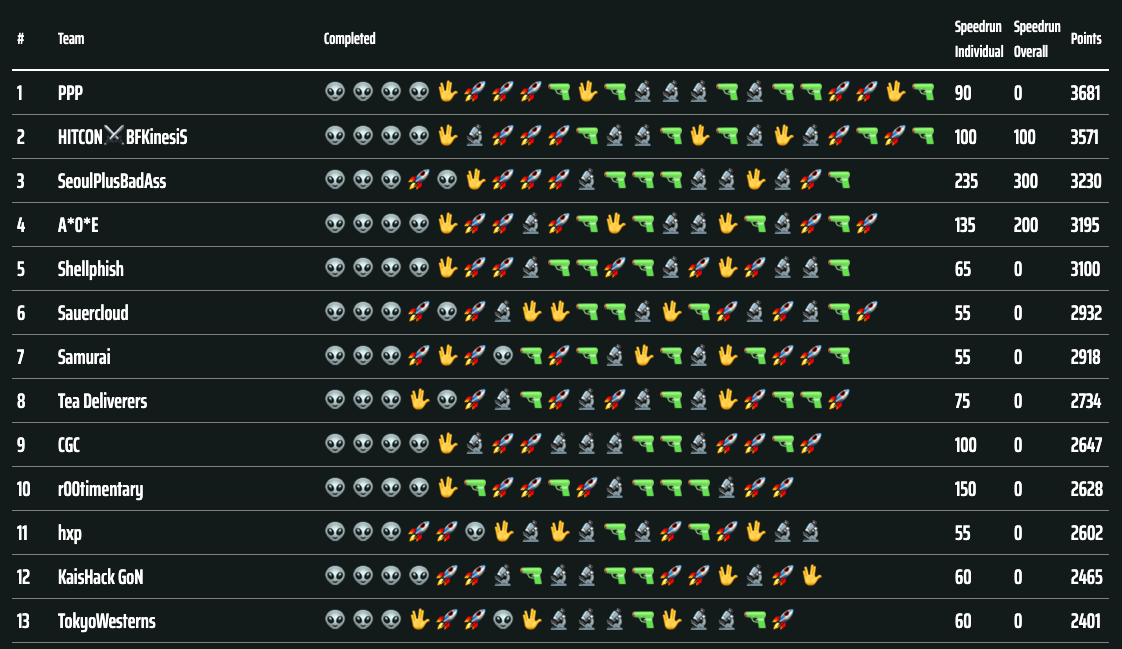 # Team Completed Speedrun Individual Speedrun Overall Points
1 PPP 90 0 3681
2 HITCON⚔️BFKinesiS 100 100 3571
3 SeoulPlusBadAss 235 300 3230
4 A*0*E 135 200 3195
5 Shellphish 65 0 3100
6 Sauercloud 55 0 2932
7 Samurai 55 0 2918
8 Tea Deliverers 75 0 2734
9 CGC 100 0 2647
10 r00timentary 150 0 2628
11 hxp 55 0 2602
12 KaisHack GoN 60 0 2465
13 TokyoWesterns 60 0 2401